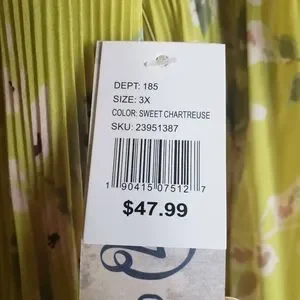 DEPT: 185
SIZE: 3X
COLOR: SWEET CHARTREUSE
SKU: 23951387
1 90415 07512 7
$47.99